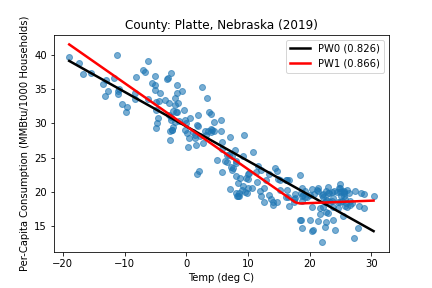 County: Platte, Nebraska (2019)
PW0 (0.826)
PW1 (0.866)
Per-Capita Consumption (MMBtu/1000 Households)
40
35
30
25
20
15
−20 −10 0 10 20 30
Temp (deg C)